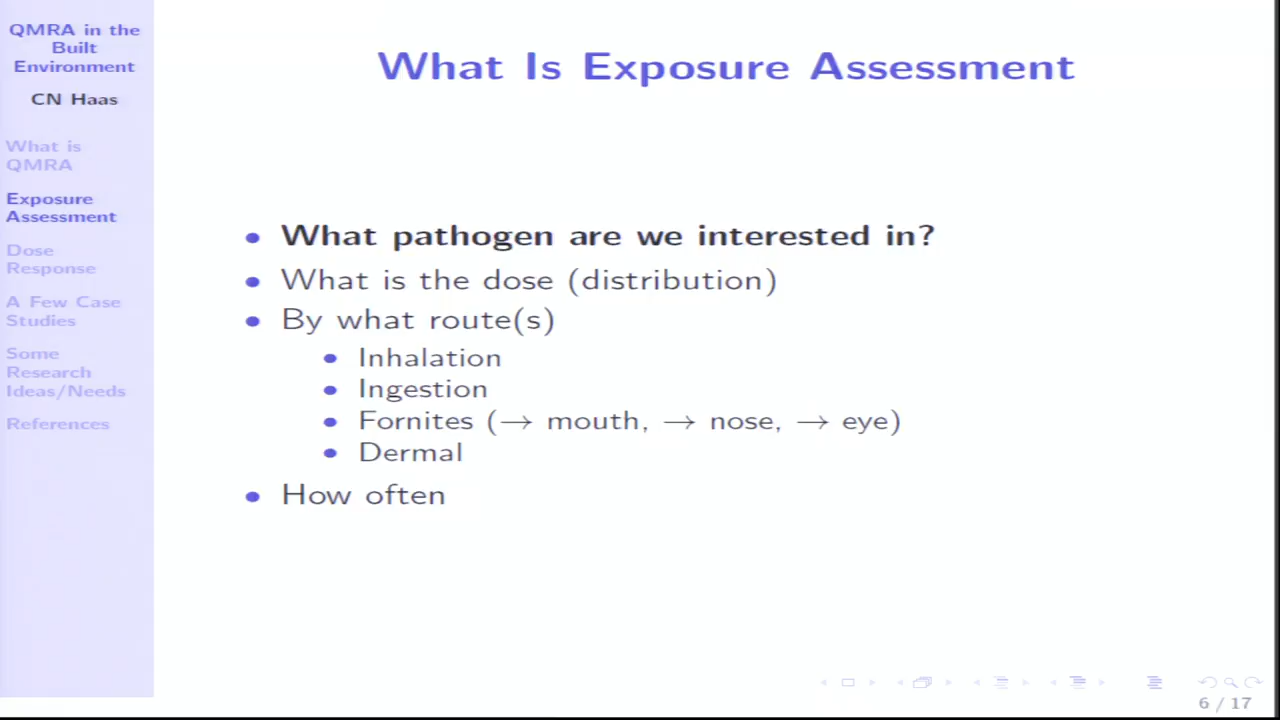 QMRA in the
Built
Environment
CN Haas
What is
QMRA
Exposure
Assessment
Dose
Response
A Few Case
Studies
Some
Research
Ideas/Needs
References
What Is Exposure Assessment
• What pathogen are we interested in?
• What is the dose (distribution)
• By what route(s)
• Inhalation
• Ingestion
• Fornites (→ mouth, → nose, → eye)
• Dermal
• How often
6 / 17